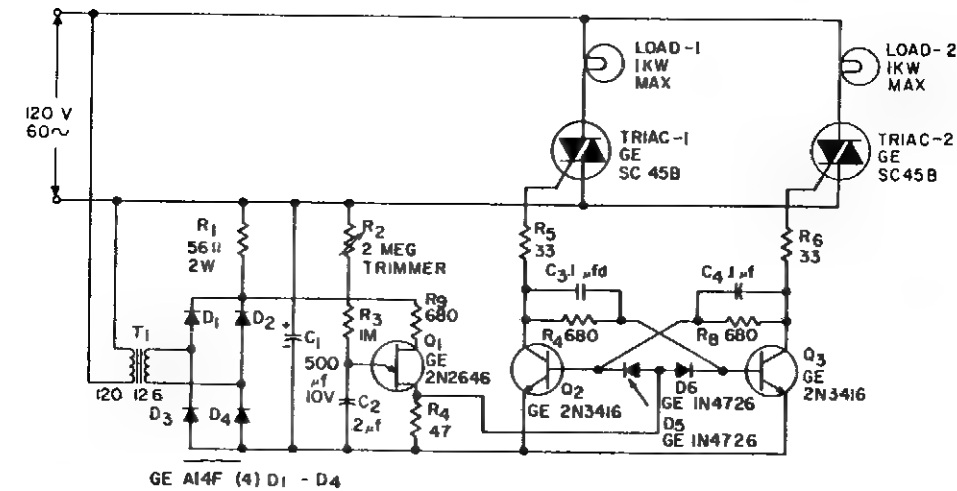 LOAD-1
1KW
MAX
LOAD-2
1KW
MAX
120 V
60~
TRIAC-1
GE
SC 45B
TRIAC-2
GE
SC45B
R1
56Ω
2W
R2
2 MEG
TRIMMER
R5
33
R6
33
C3 .1 μfd
C4 .1 μf
D1
D2
R3
1M
R9
680
T1
C1
500
μf
10V
Q1
GE
2N2646
R4 680
R8 680
Q3
GE
2N3416
120
12 6
D3
D4
C2
2μf
R4
47
Q2
GE 2N3416
D6
GE IN4726
D5
GE IN4726
GE A14F (4) D1 - D4